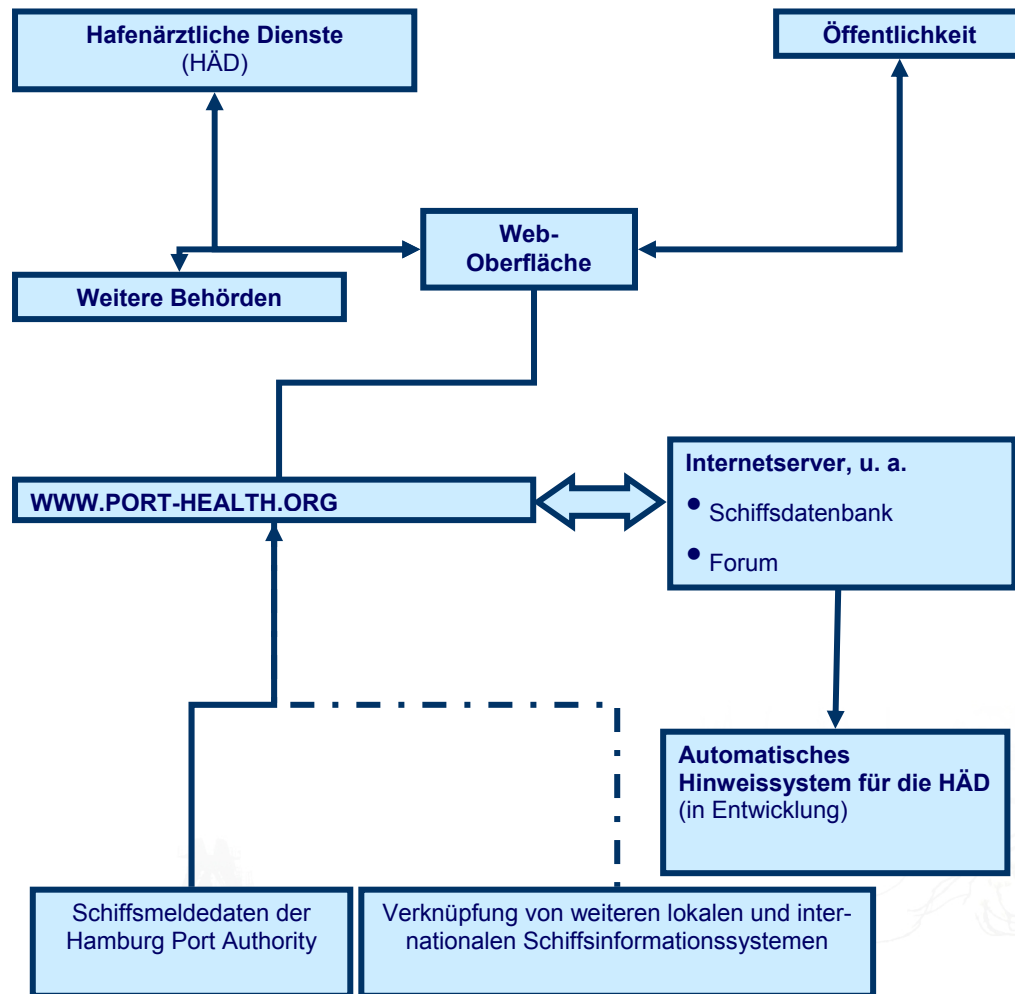 Hafenärztliche Dienste
(HÄD)
Öffentlichkeit
Web-
Oberfläche
Weitere Behörden
WWW.PORT-HEALTH.ORG
Internetserver, u. a.
• Schiffsdatenbank
• Forum
Automatisches
Hinweissystem für die HÄD
(in Entwicklung)
Schiffsmeldedaten der
Hamburg Port Authority
Verknüpfung von weiteren lokalen und inter-
nationalen Schiffsinformationssystemen